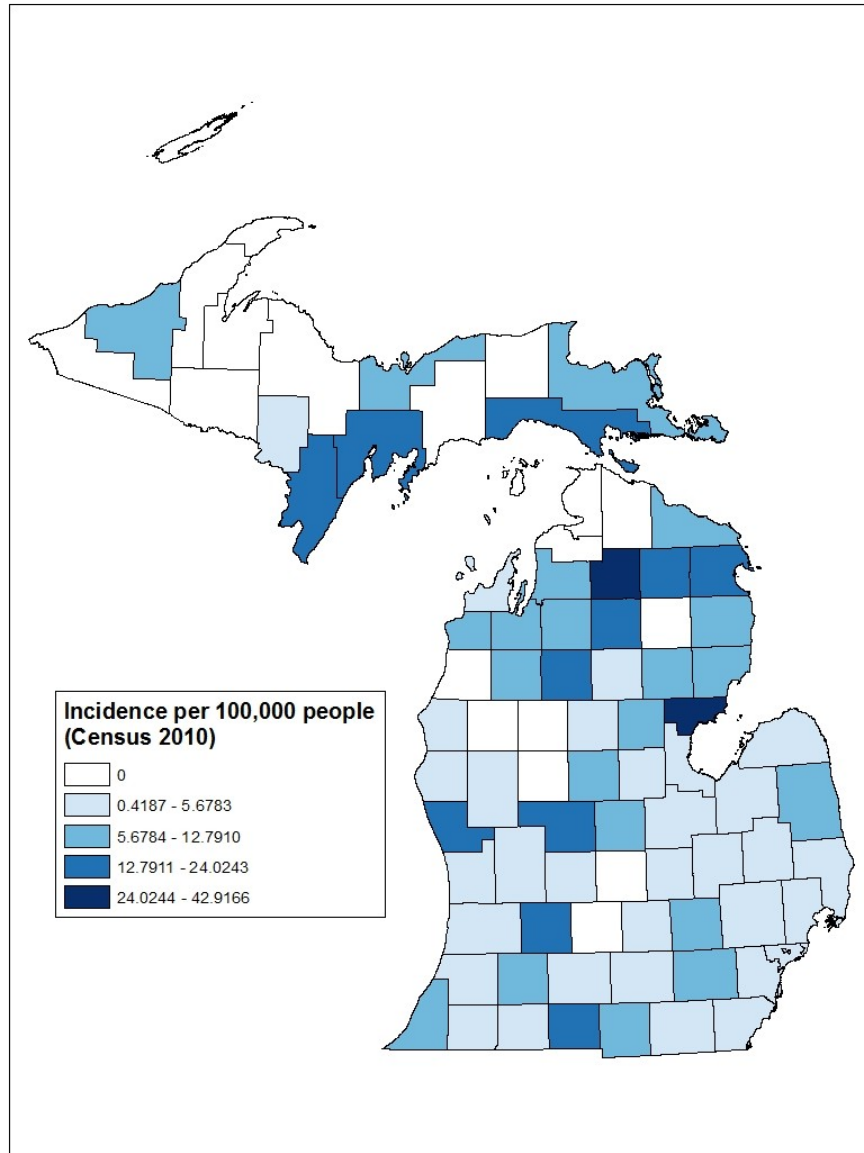 Incidence per 100,000 people
(Census 2010)
0
0.4187 - 5.6783
5.6784 - 12.7910
12.7911 - 24.0243
24.0244 - 42.9166